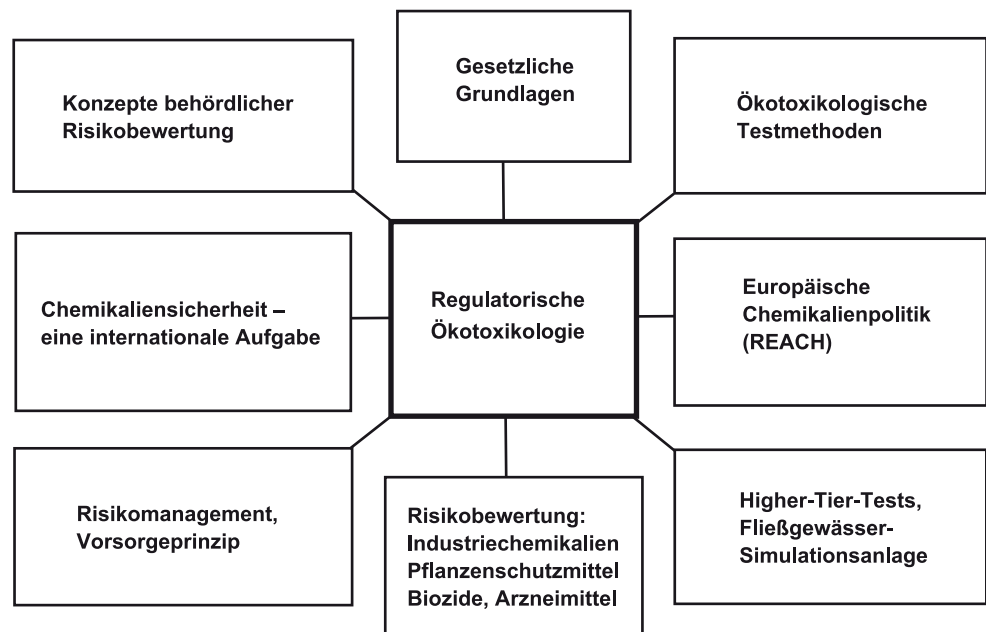 Gesetzliche
Grundlagen
Konzepte behördlicher
Risikobewertung
Ökotoxikologische
Testmethoden
Chemikaliensicherheit –
eine internationale Aufgabe
Regulatorische
Ökotoxikologie
Europäische
Chemikalienpolitik
(REACH)
Risikomanagement,
Vorsorgeprinzip
Risikobewertung:
Industriechemikalien
Pflanzenschutzmittel
Biozide, Arzneimittel
Higher-Tier-Tests,
Fließgewässer-
Simulationsanlage